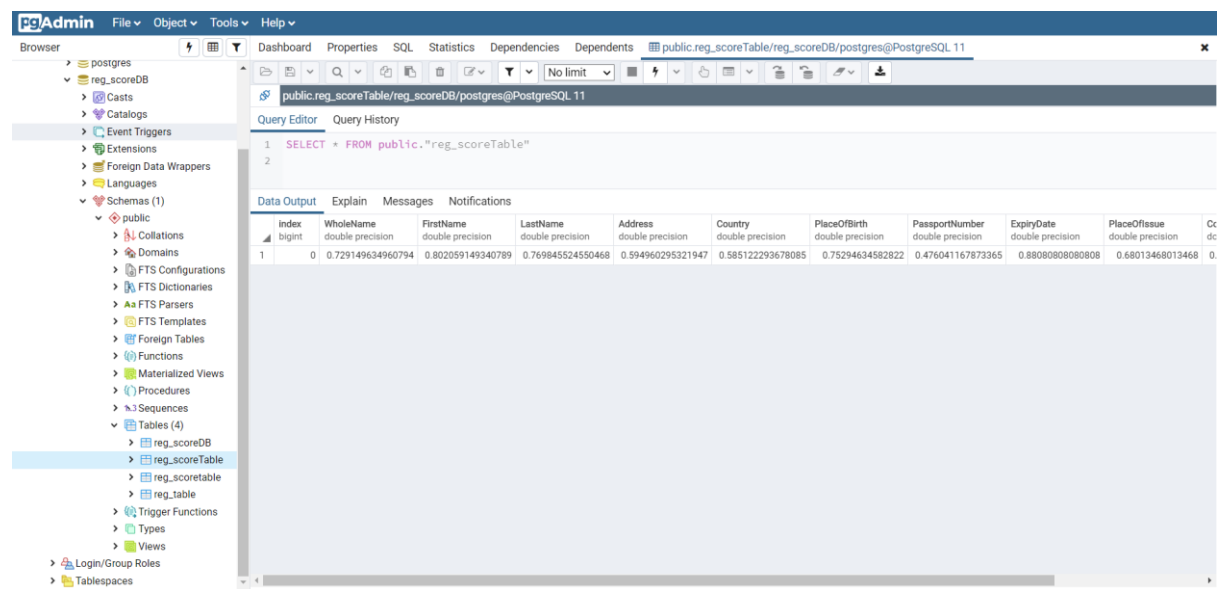 pgAdmin File Object Tools Help
Browser
Dashboard Properties SQL Statistics Dependencies Dependents public.reg_scoreTable/reg_scoreDB/postgres@PostgreSQL 11
postgres
reg_scoreDB
Casts
Catalogs
Event Triggers
Extensions
Foreign Data Wrappers
Languages
Schemas (1)
public
Collations
Domains
FTS Configurations
FTS Dictionaries
FTS Parsers
FTS Templates
Foreign Tables
Functions
Materialized Views
Procedures
Sequences
Tables (4)
reg_scoreDB
reg_scoreTable
reg_scoretable
reg_table
Trigger Functions
Types
Views
Login/Group Roles
Tablespaces
No limit
public.reg_scoreTable/reg_scoreDB/postgres@PostgreSQL 11
Query Editor Query History
1 SELECT * FROM public."reg_scoreTable"
2
Data Output Explain Messages Notifications
index WholeName FirstName LastName Address Country PlaceOfBirth PassportNumber ExpiryDate PlaceOfIssue Co
bigint double precision double precision double precision double precision double precision double precision double precision double precision double precision dc
1 0 0.729149634960794 0.802059149340789 0.769845524550468 0.594960295321947 0.585122293678085 0.75294634582822 0.476041167873365 0.88080808080808 0.68013468013468 0.